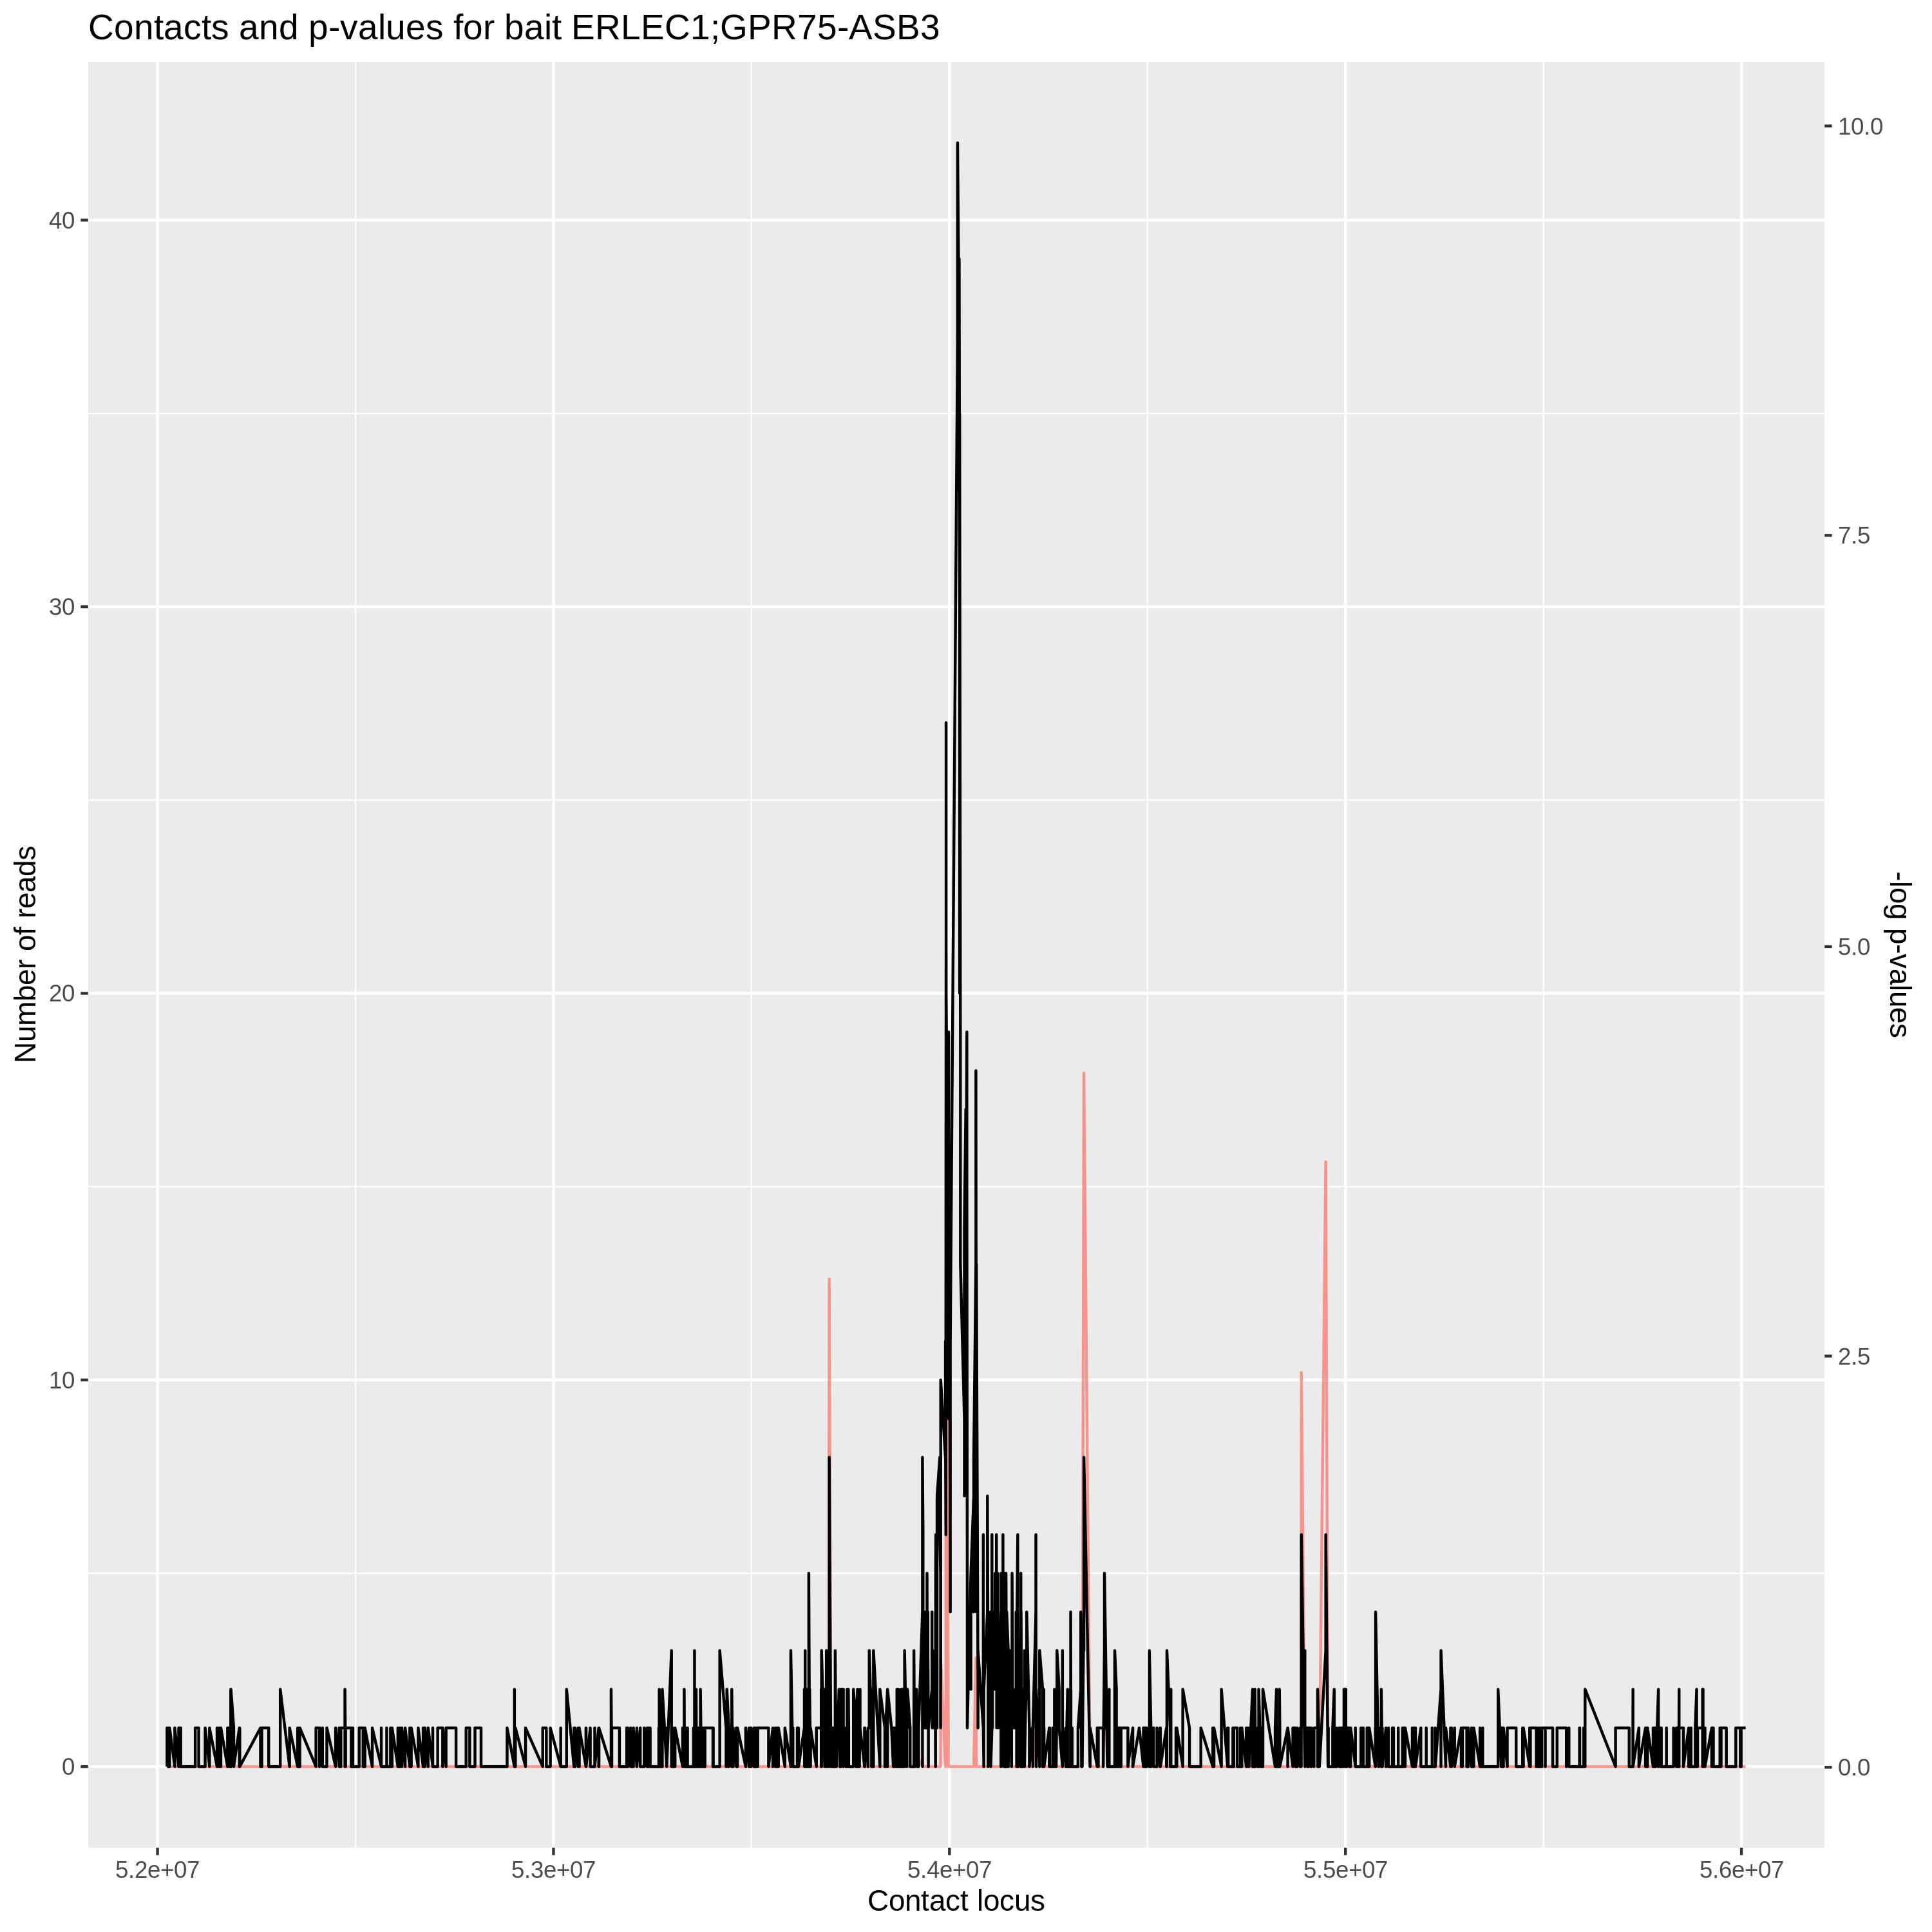 Contacts and p-values for bait ERLEC1;GPR75-ASB3
Number of reads
40
30
20
10
0
10.0
7.5
5.0
2.5
0.0
-log p-values
5.2e+07 5.3e+07 5.4e+07 5.5e+07 5.6e+07
Contact locus